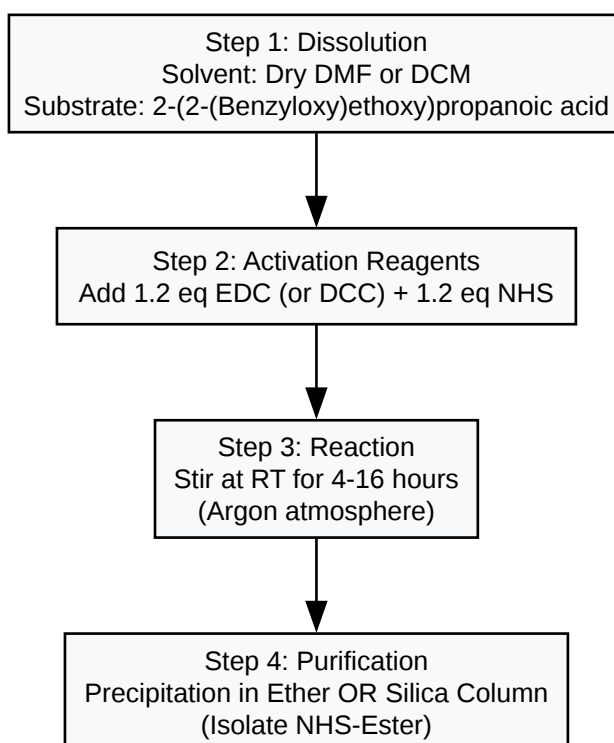 Step 1: Dissolution
Solvent: Dry DMF or DCM
Substrate: 2-(2-(Benzyloxy)ethoxy)propanoic acid
Step 2: Activation Reagents
Add 1.2 eq EDC (or DCC) + 1.2 eq NHS
Step 3: Reaction
Stir at RT for 4-16 hours
(Argon atmosphere)
Step 4: Purification
Precipitation in Ether OR Silica Column
(Isolate NHS-Ester)